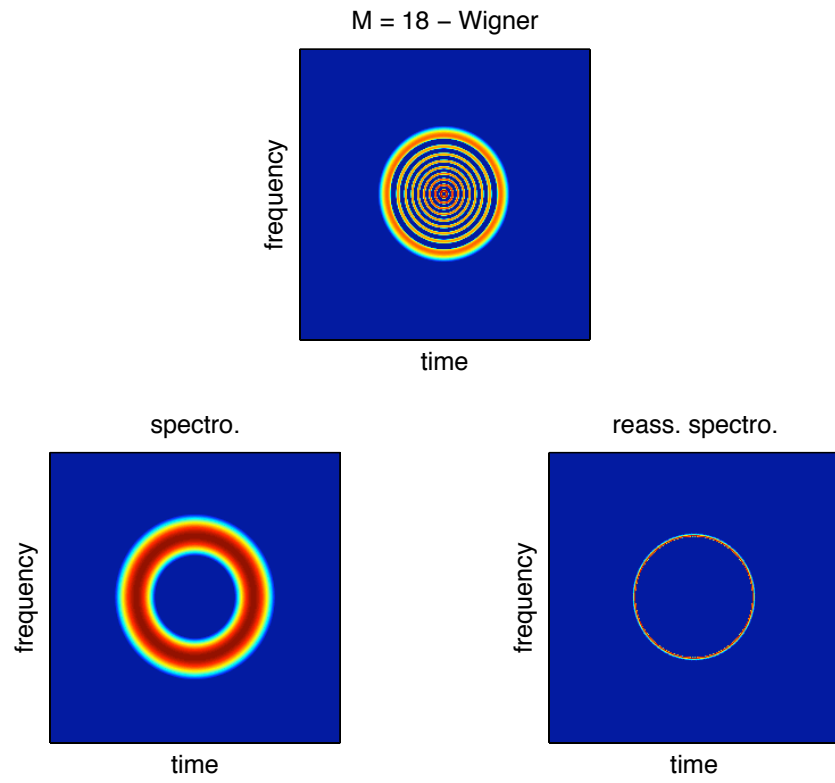 M = 18 − Wigner
frequency
time
spectro.
frequency
time
reass. spectro.
frequency
time